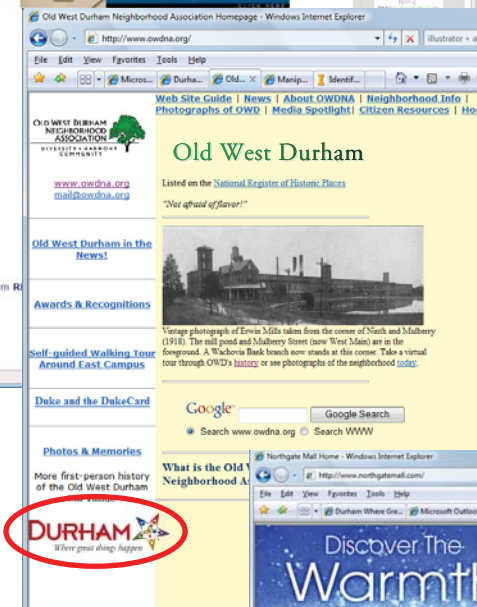 CLICK HERE
Old West Durham Neighborhood Association Homepage - Windows Internet Explorer
http://www.owdna.org/
illustrator +
File Edit View Favorites Tools Help
Micros... Durha... Old... X Manip... Identif...
Web Site Guide | News | About OWDNA | Neighborhood Info |
Photographs of OWD | Media Spotlight| Citizen Resources |
OLD WEST DURHAM
NEIGHBORHOOD
ASSOCIATION
DIVERSITY • HARMONY
COMMUNITY
www.owdna.org
mail@owdna.org
Old West Durham in the
News!
Awards & Recognitions
Self-guided Walking Tour
Around East Campus
Duke and the DukeCard
Photos & Memories
More first-person history
of the Old West Durham
DURHAM
Where great things happen
Old West Durham
Listed on the National Register of Historic Places
"Not afraid of flavor!"
Vintage photograph of Erwin Mills taken from the corner of Ninth and Mulberry
(1918). The mill pond and Mulberry Street (now West Main) are in the
foreground. A Wachovia Bank branch now stands at this corner. Take a virtual
tour through OWD's history or see photographs of the neighborhood today.
Google
Google Search
Search www.owdna.org Search WWW
What is the Old
Neighborhood
Northgate Mall Home - Windows Internet Explorer
http://www.northgatemall.com/
File Edit View Favorites Tools Help
Durham Where Gre... Microsoft Outlook
Discover The
Warmth